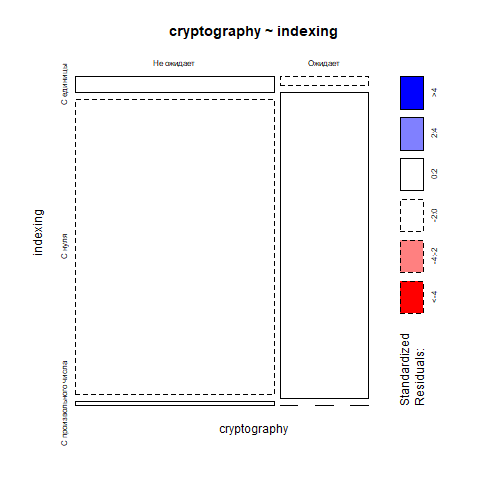 cryptography ~ indexing
Не ожидает
Ожидает
С единицы
С нуля
С произвольного числа
indexing
cryptography
>4
2:4
0:2
-2:0
-4:-2
<-4
Standardized
Residuals: